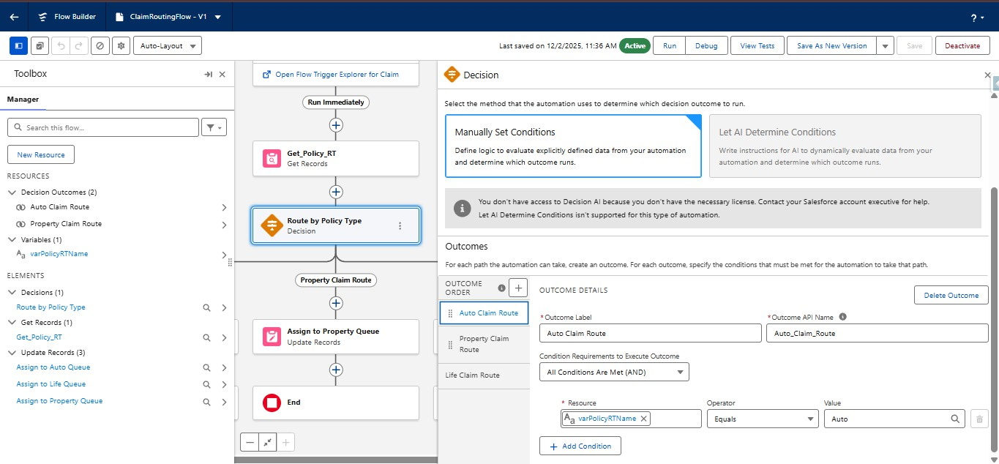 Flow Builder
ClaimRoutingFlow - V1
?
Auto-Layout
Last saved on 12/2/2025, 11:36 AM
Active
Run
Debug
View Tests
Save As New Version
Save
Deactivate
Toolbox
Manager
Search this flow...
New Resource
RESOURCES
Decision Outcomes (2)
Auto Claim Route
Property Claim Route
Variables (1)
Aa varPolicyRTName
ELEMENTS
Decisions (1)
Route by Policy Type
Get Records (1)
Get_Policy_RT
Update Records (3)
Assign to Auto Queue
Assign to Life Queue
Assign to Property Queue
Open Flow Trigger Explorer for Claim
Run Immediately
Get_Policy_RT
Get Records
Route by Policy Type
Decision
Property Claim Route
Assign to Property Queue
Update Records
End
Decision
Select the method that the automation uses to determine which decision outcome to run.
Manually Set Conditions
Define logic to evaluate explicitly defined data from your automation
and determine which outcome runs.
Let AI Determine Conditions
Write instructions for AI to dynamically evaluate data from your
automation and determine which outcome runs.
You don't have access to Decision AI because you don't have the necessary license. Contact your Salesforce account executive for help.
Let AI Determine Conditions isn't supported for this type of automation.
Outcomes
For each path the automation can take, create an outcome. For each outcome, specify the conditions that must be met for the automation to take that path.
OUTCOME
ORDER
Auto Claim Route
Property Claim
Route
Life Claim Route
OUTCOME DETAILS
Delete Outcome
*Outcome Label
*Outcome API Name
Auto Claim Route
Auto_Claim_Route
Condition Requirements to Execute Outcome
All Conditions Are Met (AND)
* Resource
Operator
Value
Aa varPolicyRTName
Equals
Auto
Add Condition